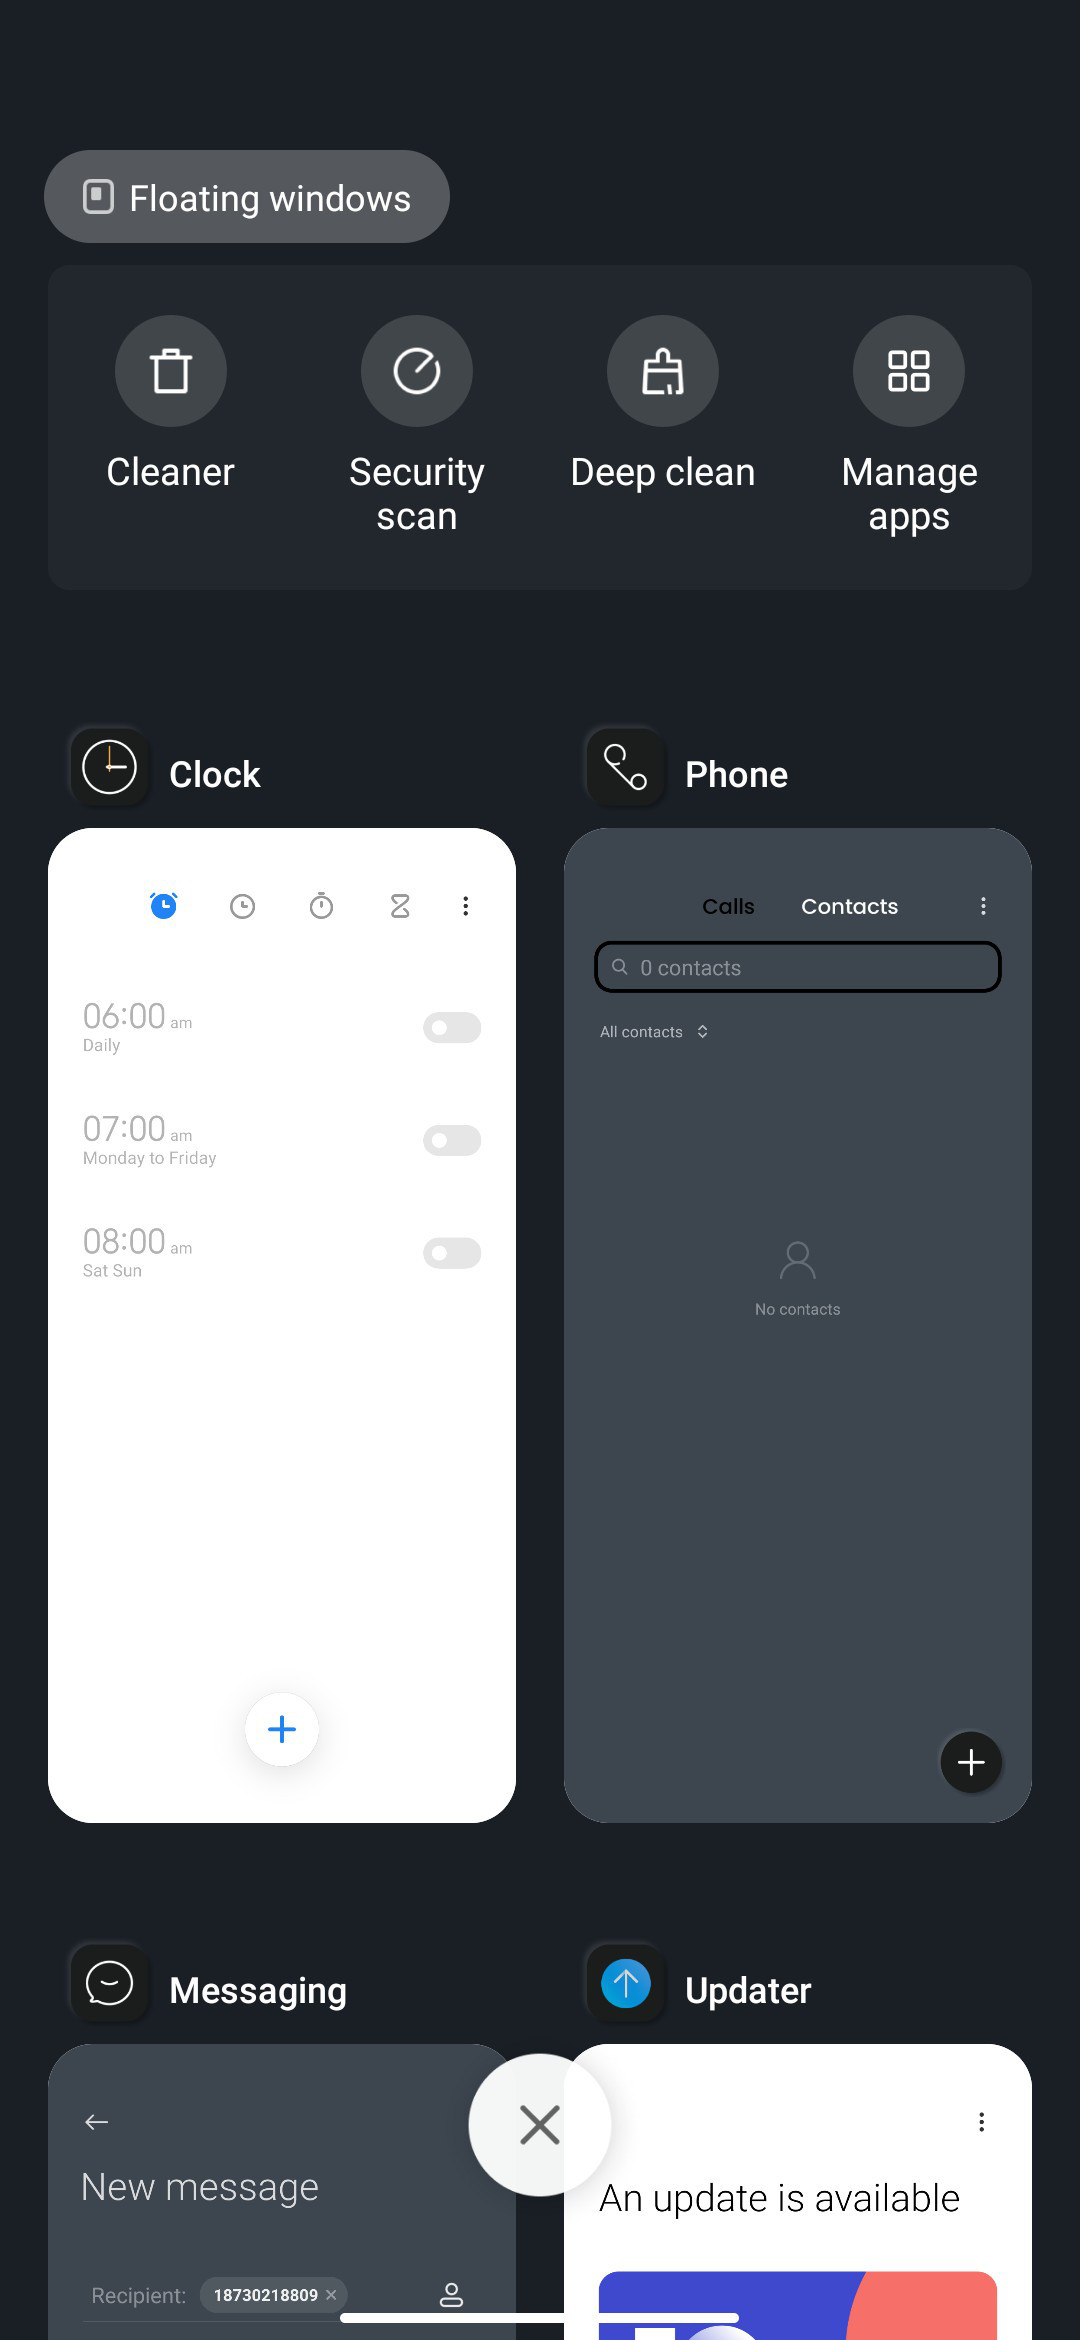 Floating windows
Cleaner
Security
scan
Deep clean
Manage
apps
Clock
Phone
06:00 am
Daily
07:00 am
Monday to Friday
08:00 am
Sat Sun
Calls
Contacts
0 contacts
All contacts
No contacts
Messaging
Updater
New message
Recipient: 18730218809
An update is available